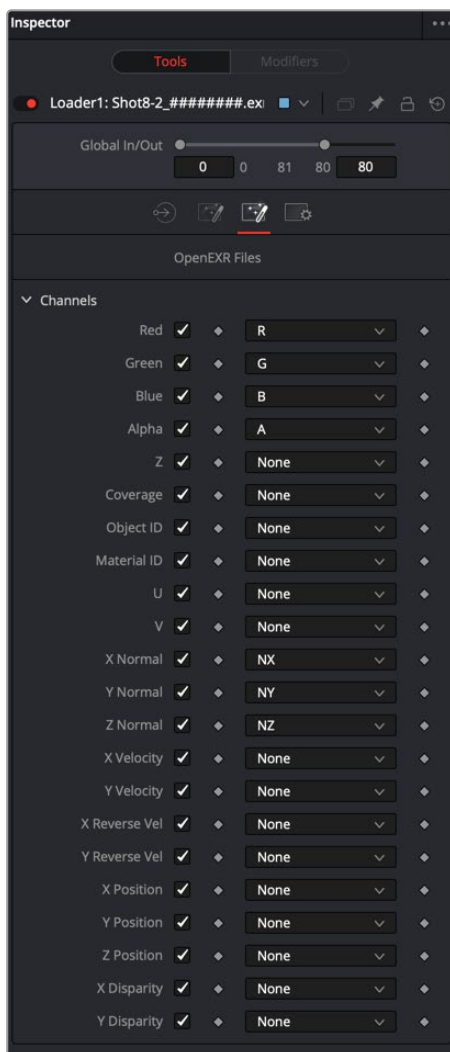 Inspector
Tools Modifiers
Loader1: Shot8-2_########.ex
Global In/Out
0 0 81 80 80
OpenEXR Files
Channels
Red R
Green G
Blue B
Alpha A
Z None
Coverage None
Object ID None
Material ID None
U None
V None
X Normal NX
Y Normal NY
Z Normal NZ
X Velocity None
Y Velocity None
X Reverse Vel None
Y Reverse Vel None
X Position None
Y Position None
Z Position None
X Disparity None
Y Disparity None